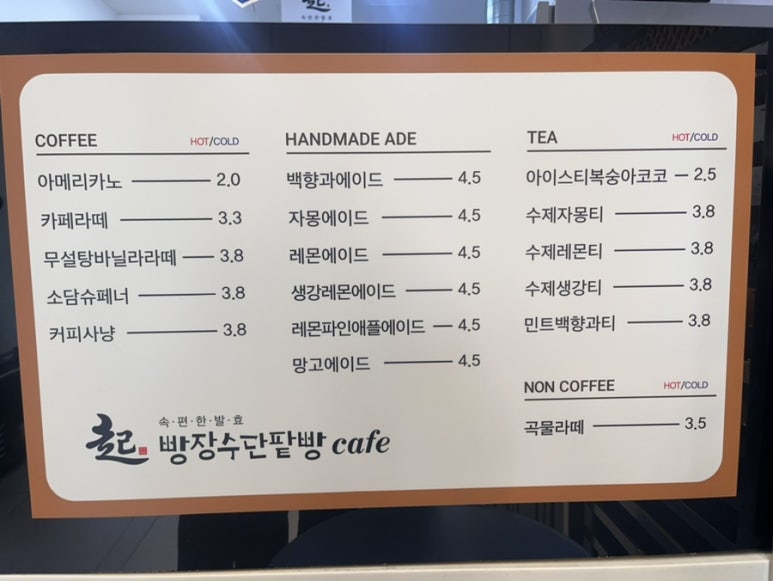 속편한발효
COFFEE HOT/COLD
아메리카노 2.0
카페라떼 3.3
무설탕바닐라라떼 3.8
소담슈페너 3.8
커피사냥 3.8
HANDMADE ADE
백향과에이드 4.5
자몽에이드 4.5
레몬에이드 4.5
생강레몬에이드 4.5
레몬파인애플에이드 4.5
망고에이드 4.5
TEA HOT/COLD
아이스티복숭아코코 2.5
수제자몽티 3.8
수제레몬티 3.8
수제생강티 3.8
민트백향과티 3.8
NON COFFEE HOT/COLD
곡물라떼 3.5
속·편·한·발·효
빵장수단팥빵 cafe